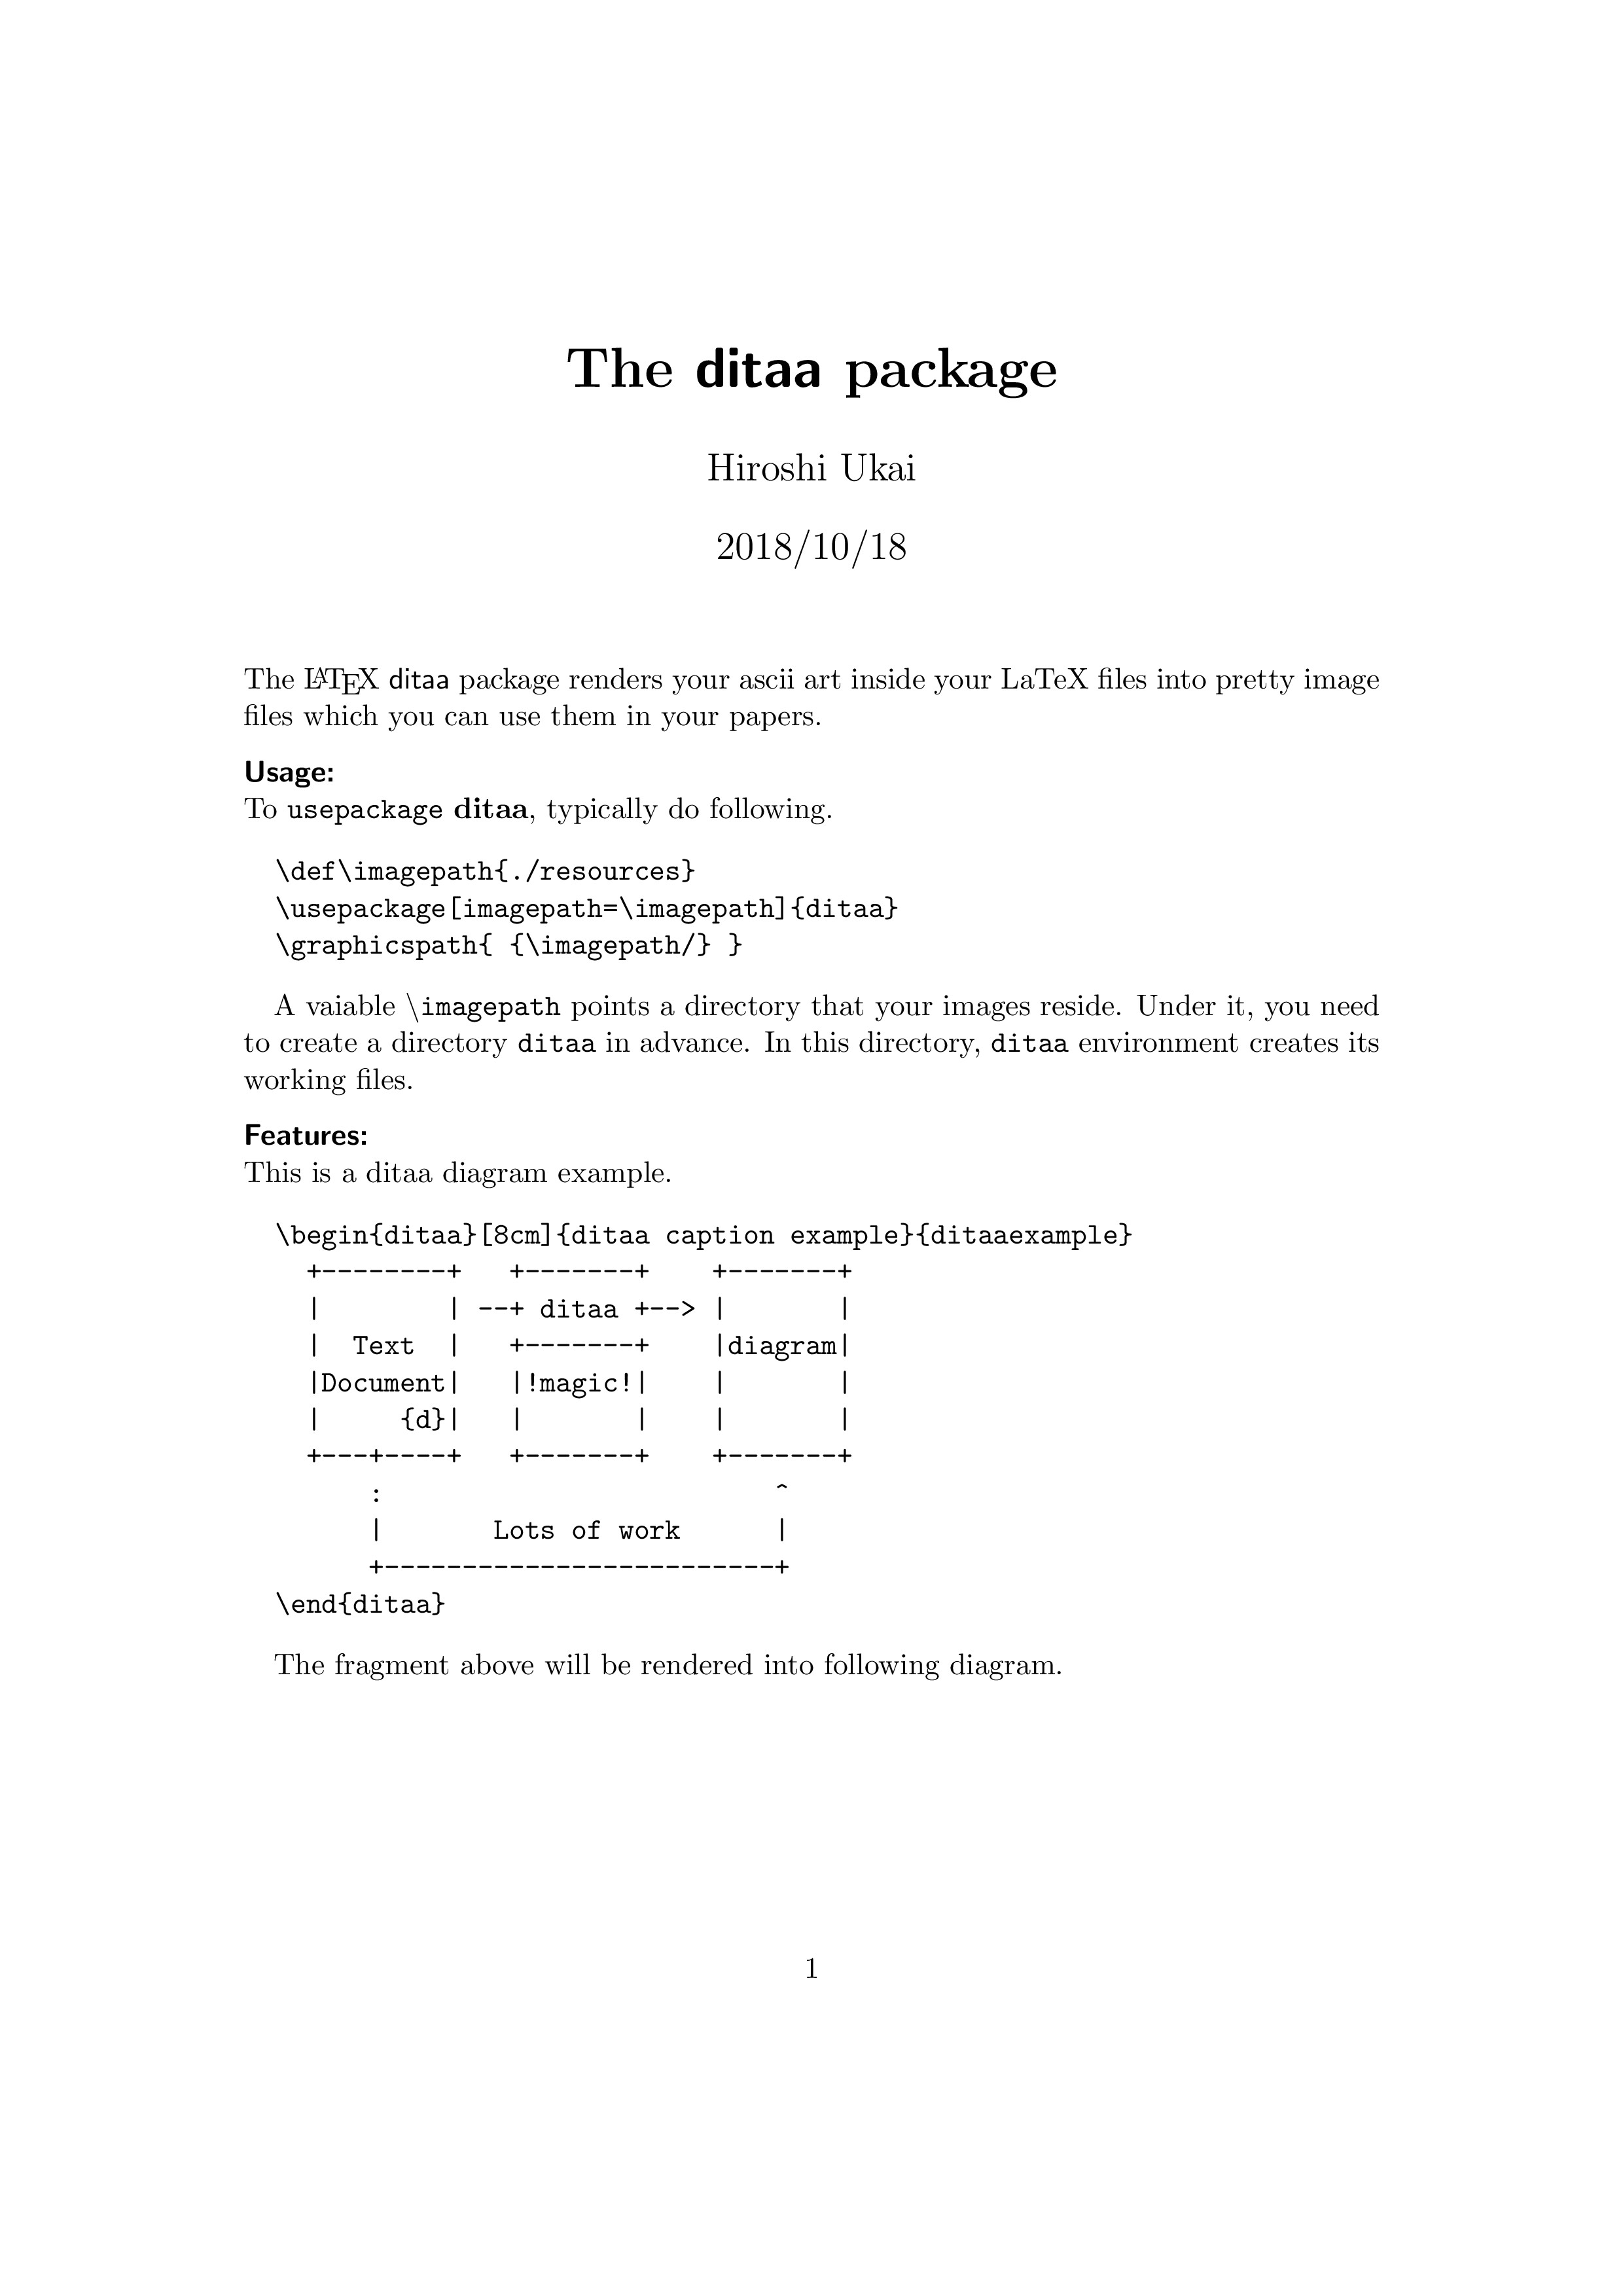 The ditaa package
Hiroshi Ukai
2018/10/18
The LATEX ditaa package renders your ascii art inside your LaTeX files into pretty image
files which you can use them in your papers.
Usage:
To usepackage ditaa, typically do following.
\def\imagepath{./resources}
\usepackage[imagepath=\imagepath]{ditaa}
\graphicspath{ {\imagepath/} }
A vaiable \imagepath points a directory that your images reside. Under it, you need
to create a directory ditaa in advance. In this directory, ditaa environment creates its
working files.
Features:
This is a ditaa diagram example.
\begin{ditaa}[8cm]{ditaa caption example}{ditaaexample}
  +--------+   +-------+    +-------+
  |        | --+ ditaa +--> |       |
  |  Text  |   +-------+    |diagram|
  |Document|   |!magic!|    |       |
  |     {d}|   |       |    |       |
  +---+----+   +-------+    +-------+
      :                         ^
      |       Lots of work      |
      +-------------------------+
\end{ditaa}
The fragment above will be rendered into following diagram.
1